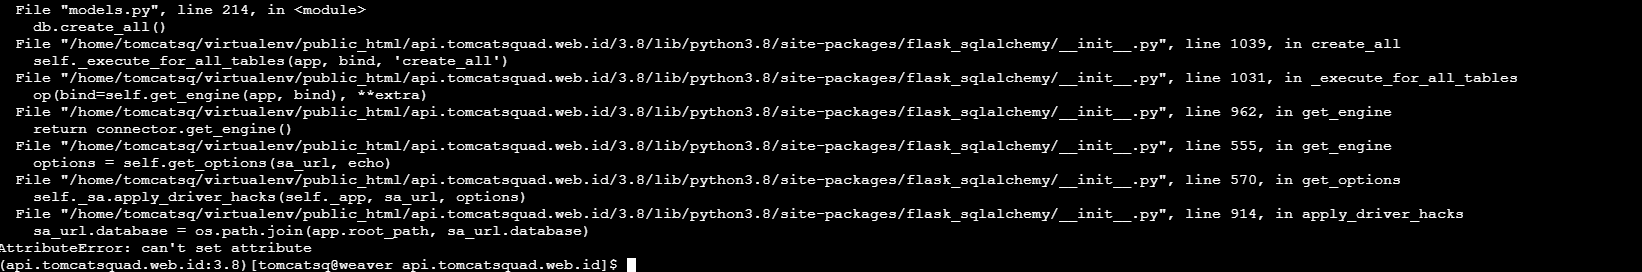 File "models.py", line 214, in <module>
db.create_all()
File "/home/tomcatsq/virtualenv/public_html/api.tomcatsquad.web.id/3.8/lib/python3.8/site-packages/flask_sqlalchemy/__init__.py", line 1039, in create_all
self._execute_for_all_tables(app, bind, 'create_all')
File "/home/tomcatsq/virtualenv/public_html/api.tomcatsquad.web.id/3.8/lib/python3.8/site-packages/flask_sqlalchemy/__init__.py", line 1031, in _execute_for_all_tables
op(bind=self.get_engine(app, bind), **extra)
File "/home/tomcatsq/virtualenv/public_html/api.tomcatsquad.web.id/3.8/lib/python3.8/site-packages/flask_sqlalchemy/__init__.py", line 962, in get_engine
return connector.get_engine()
File "/home/tomcatsq/virtualenv/public_html/api.tomcatsquad.web.id/3.8/lib/python3.8/site-packages/flask_sqlalchemy/__init__.py", line 555, in get_engine
options = self.get_options(sa_url, echo)
File "/home/tomcatsq/virtualenv/public_html/api.tomcatsquad.web.id/3.8/lib/python3.8/site-packages/flask_sqlalchemy/__init__.py", line 570, in get_options
self._sa.apply_driver_hacks(self._app, sa_url, options)
File "/home/tomcatsq/virtualenv/public_html/api.tomcatsquad.web.id/3.8/lib/python3.8/site-packages/flask_sqlalchemy/__init__.py", line 914, in apply_driver_hacks
sa_url.database = os.path.join(app.root_path, sa_url.database)
AttributeError: can't set attribute
(api.tomcatsquad.web.id:3.8)[tomcatsq@weaver api.tomcatsquad.web.id]$